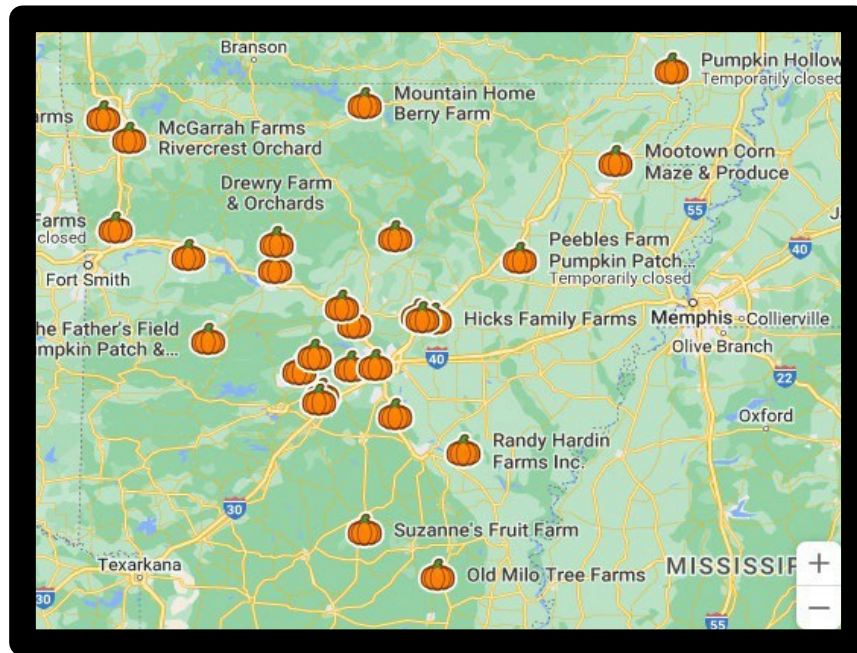 Branson
Pumpkin Hollow
Temporarily closed
Mountain Home
Berry Farm
arms
McGarrah Farms
Rivercrest Orchard
Mootown Corn
Maze & Produce
Drewry Farm
& Orchards
55
Farms
closed
J
40
Peebles Farm
Pumpkin Patch...
Temporarily closed
Fort Smith
he Father's Field
mpkin Patch &...
Hicks Family Farms
Memphis
Collierville
Olive Branch
40
22
Oxford
Randy Hardin
Farms Inc.
30
Suzanne's Fruit Farm
Texarkana
Old Milo Tree Farms
MISSISSIP
+
−
30
55